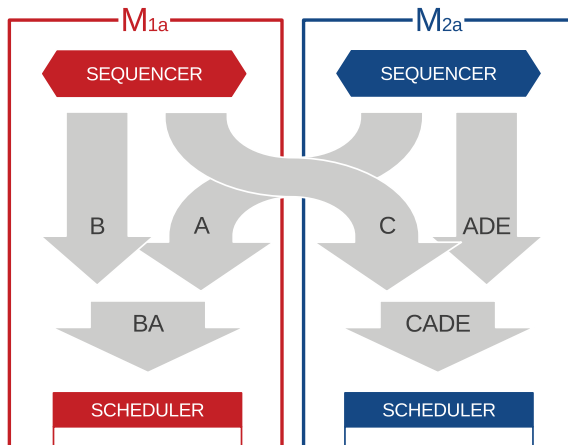 M1a
M2a
SEQUENCER
SEQUENCER
B
A
C
ADE
BA
CADE
SCHEDULER
SCHEDULER